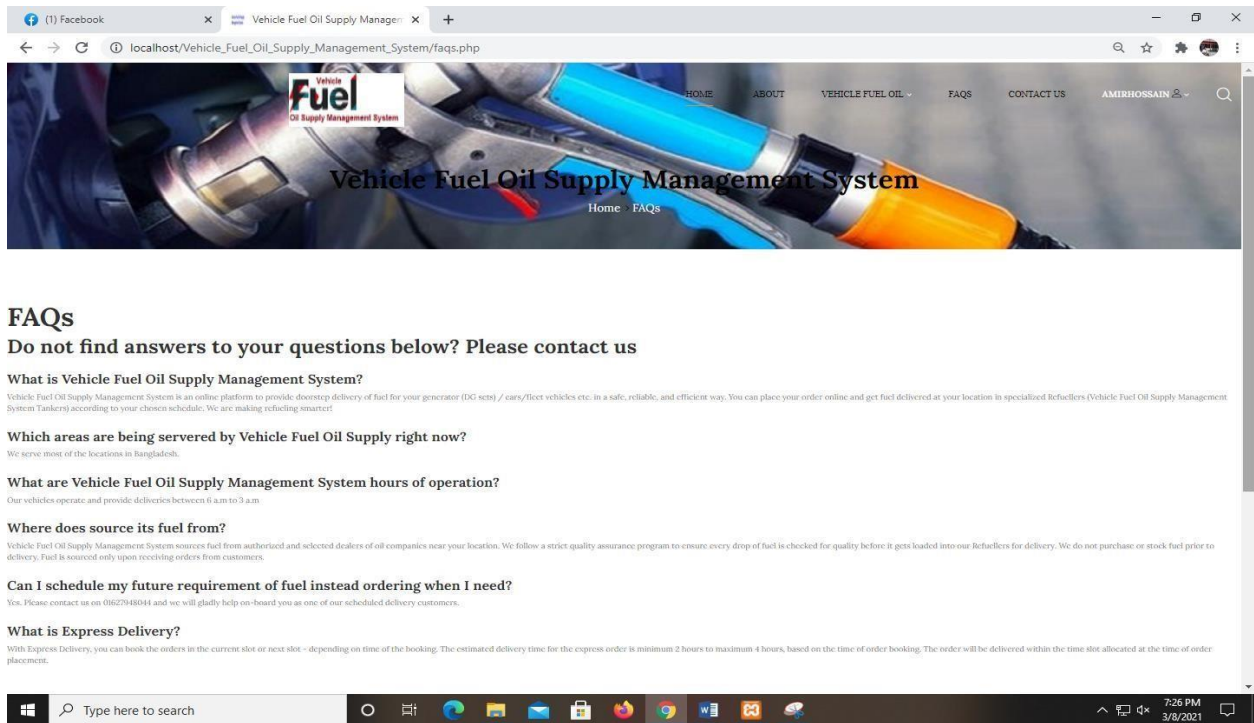 (1) Facebook
Vehicle Fuel Oil Supply Managem
localhost/Vehicle_Fuel_Oil_Supply_Management_System/faqs.php
Vehicle
Fuel
Oil Supply Management System
HOME ABOUT VEHICLE FUEL OIL FAQS CONTACT US AMIRHOSSAIN
Vehicle Fuel Oil Supply Management System
Home FAQs
FAQs
Do not find answers to your questions below? Please contact us
What is Vehicle Fuel Oil Supply Management System?
Vehicle Fuel Oil Supply Management System is an online platform to provide doorstep delivery of fuel for your generator (DG sets) / cars/fleet vehicles etc. in a safe, reliable, and efficient way. You can place your order online and get fuel delivered at your location in specialized Refuellers (Vehicle Fuel Oil Supply Management
System Tankers) according to your chosen schedule. We are making refueling smarter!
Which areas are being servered by Vehicle Fuel Oil Supply right now?
We serve most of the locations in Bangladesh.
What are Vehicle Fuel Oil Supply Management System hours of operation?
Our vehicles operate and provide deliveries between 6 a.m to 3 a.m
Where does source its fuel from?
Vehicle Fuel Oil Supply Management System sources fuel from authorized and selected dealers of oil companies near your location. We follow a strict quality assurance program to ensure every drop of fuel is checked for quality before it gets loaded into our Refuellers for delivery. We do not purchase or stock fuel prior to
delivery. Fuel is sourced only upon receiving orders from customers.
Can I schedule my future requirement of fuel instead ordering when I need?
Yes. Please contact us on 01627948044 and we will gladly help on-board you as one of our scheduled delivery customers.
What is Express Delivery?
With Express Delivery, you can book the orders in the current slot or next slot - depending on time of the booking. The estimated delivery time for the express order is minimum 2 hours to maximum 4 hours, based on the time of order booking. The order will be delivered within the time slot allocated at the time of order
placement.
Type here to search
7:26 PM
3/8/2021